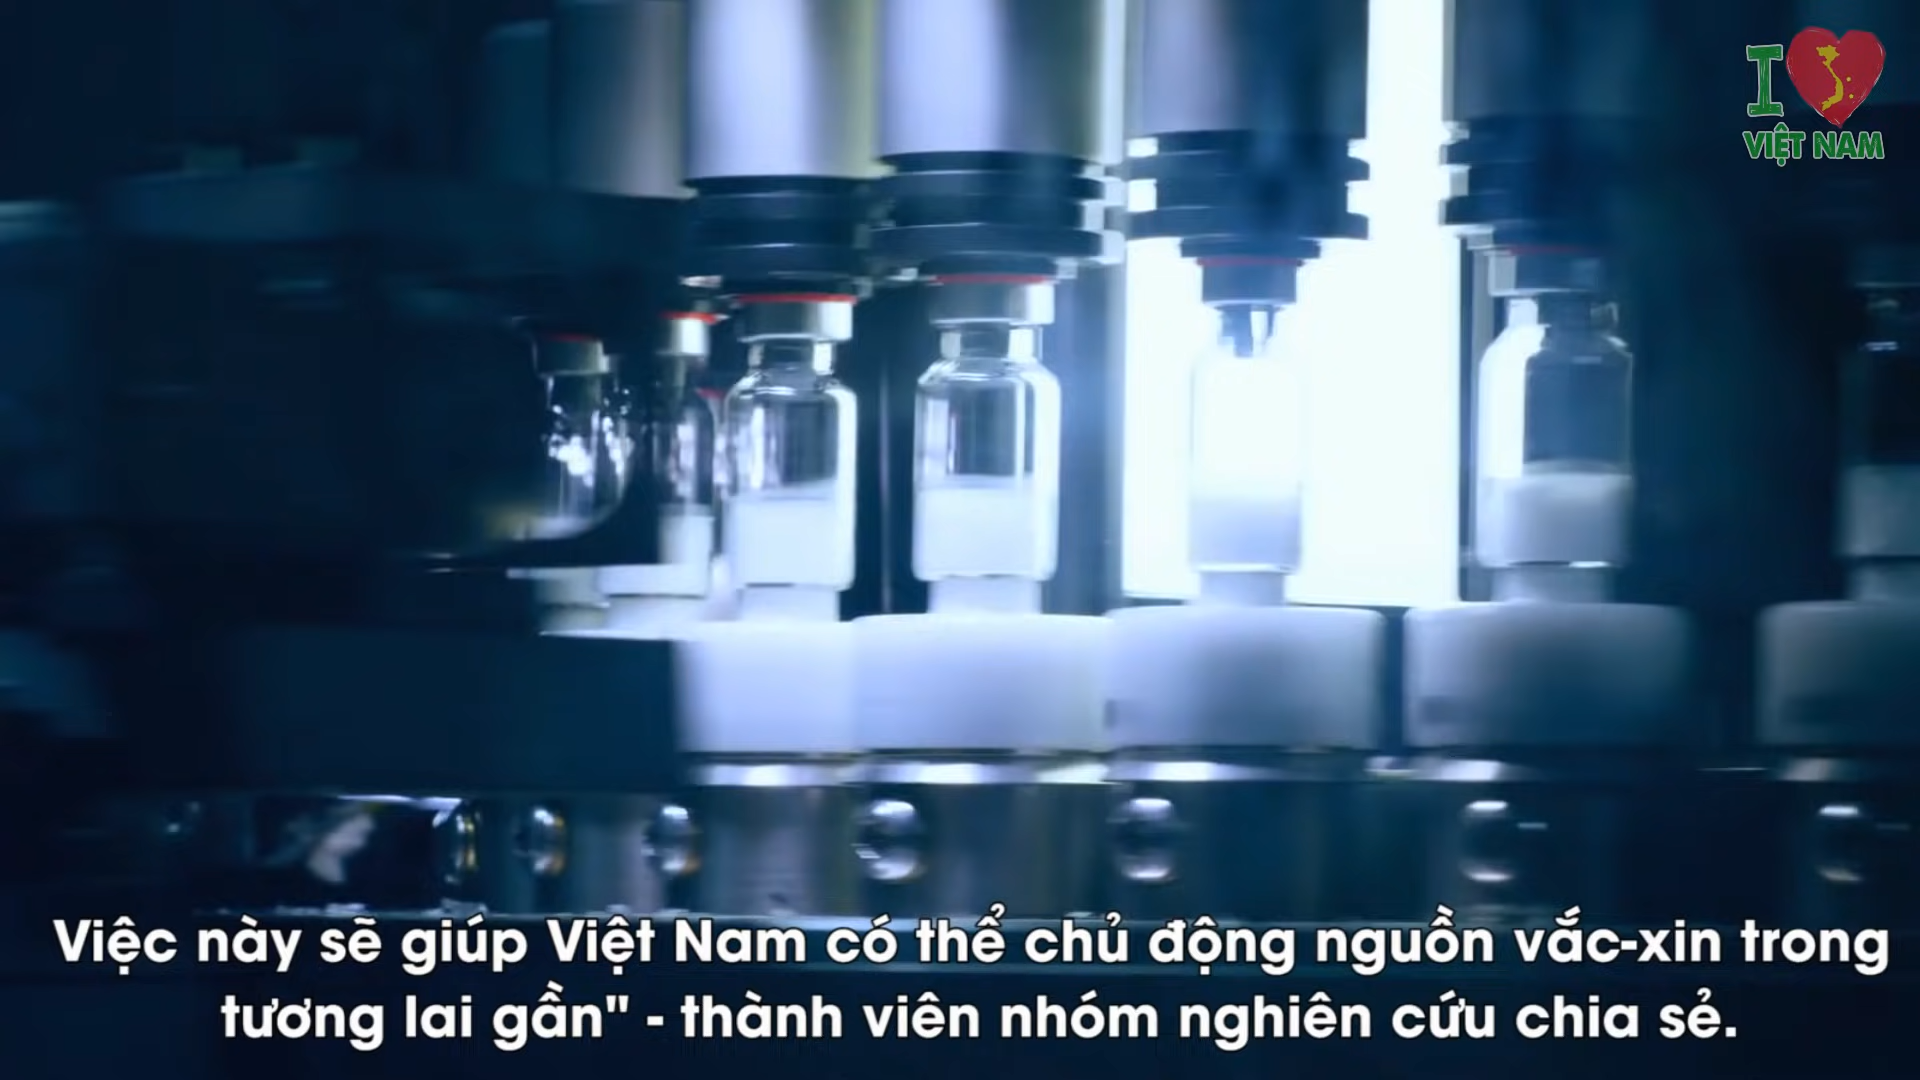 I
VIỆT NAM
Việc này sẽ giúp Việt Nam có thể chủ động nguồn vắc-xin trong
tương lai gần" - thành viên nhóm nghiên cứu chia sẻ.